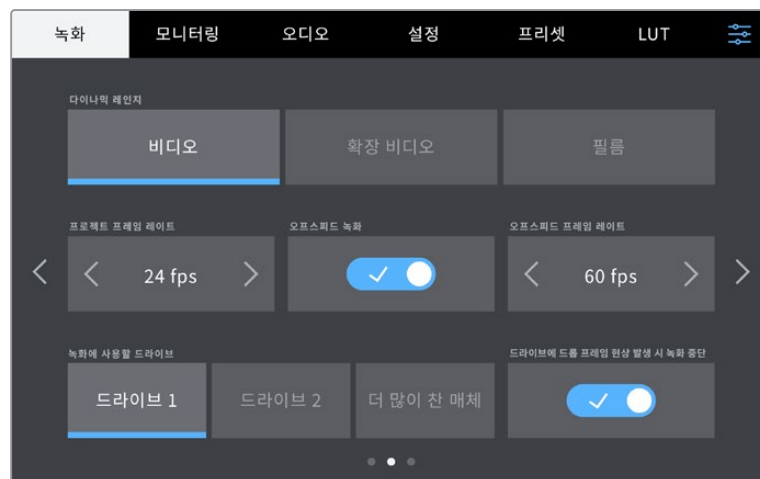 녹화 모니터링 오디오 설정 프리셋 LUT
다이나믹 레인지
비디오 확장 비디오 필름
프로젝트 프레임 레이트 오프스피드 녹화 오프스피드 프레임 레이트
24 fps 60 fps
녹화에 사용할 드라이브 드라이브에 드롭 프레임 현상 발생 시 녹화 중단
드라이브 1 드라이브 2 더 많이 찬 매체